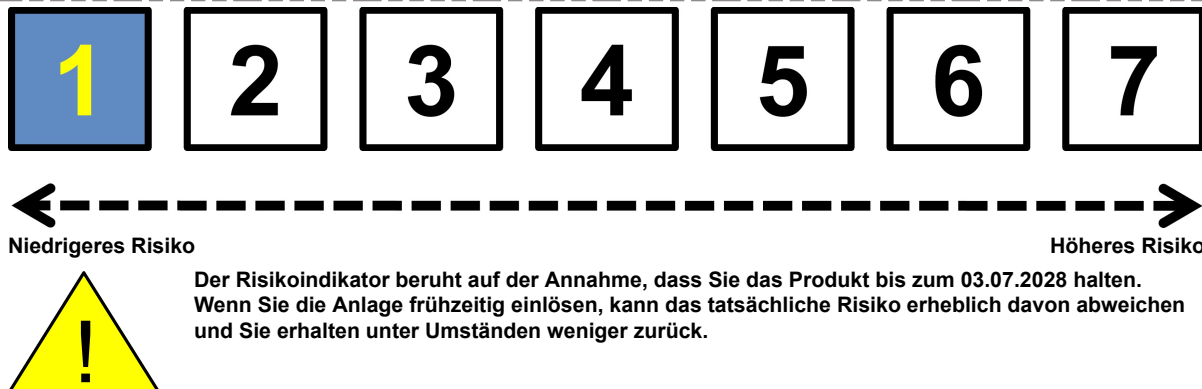 1 2 3 4 5 6 7
Niedrigeres Risiko Höheres Risiko
Der Risikoindikator beruht auf der Annahme, dass Sie das Produkt bis zum 03.07.2028 halten.
Wenn Sie die Anlage frühzeitig einlösen, kann das tatsächliche Risiko erheblich davon abweichen
und Sie erhalten unter Umständen weniger zurück.
!